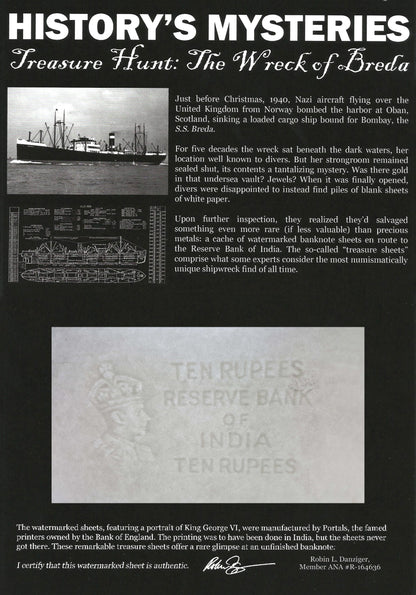 HISTORY'S MYSTERIES
Treasure Hunt: The Wreck of Breda
Just before Christmas, 1940, Nazi aircraft flying over the
United Kingdom from Norway bombed the harbor at Oban,
Scotland, sinking a loaded cargo ship bound for Bombay, the
S.S. Breda.
For five decades the wreck sat beneath the dark waters, her
location well known to divers. But her strongroom remained
sealed shut, its contents a tantalizing mystery. Was there gold
in that undersea vault? Jewels? When it was finally opened,
divers were disappointed to instead find piles of blank sheets
of white paper.
Upon further inspection, they realized they'd salvaged
something even more rare (if less valuable) than precious
metals: a cache of watermarked banknote sheets en route to
the Reserve Bank of India. The so-called "treasure sheets"
comprise what some experts consider the most numismatically
unique shipwreck find of all time.
TEN RUPEES
RESERVE BANK
OF
INDIA
TEN RUPEES
The watermarked sheets, featuring a portrait of King George VI, were manufactured by Portals, the famed
printers owned by the Bank of England. The printing was to have been done in India, but the sheets never
got there. These remarkable treasure sheets offer a rare glimpse at an unfinished banknote.
I certify that this watermarked sheet is authentic.
Robin L. Danziger,
Member ANA #R-164636